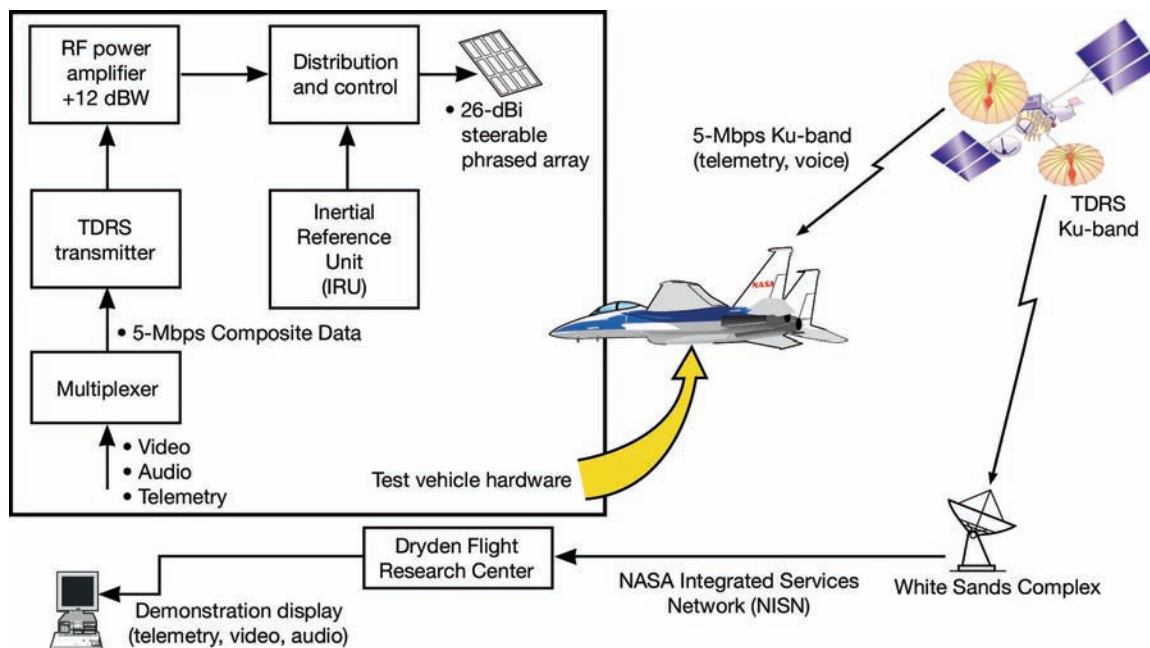 RF power
amplifier
+12 dBW
Distribution
and control
• 26-dBi
steerable
phrased array
TDRS
transmitter
Inertial
Reference
Unit
(IRU)
• 5-Mbps Composite Data
Multiplexer
• Video
• Audio
• Telemetry
Test vehicle hardware
5-Mbps Ku-band
(telemetry, voice)
TDRS
Ku-band
NASA
White Sands Complex
NASA Integrated Services
Network (NISN)
Dryden Flight
Research Center
Demonstration display
(telemetry, video, audio)